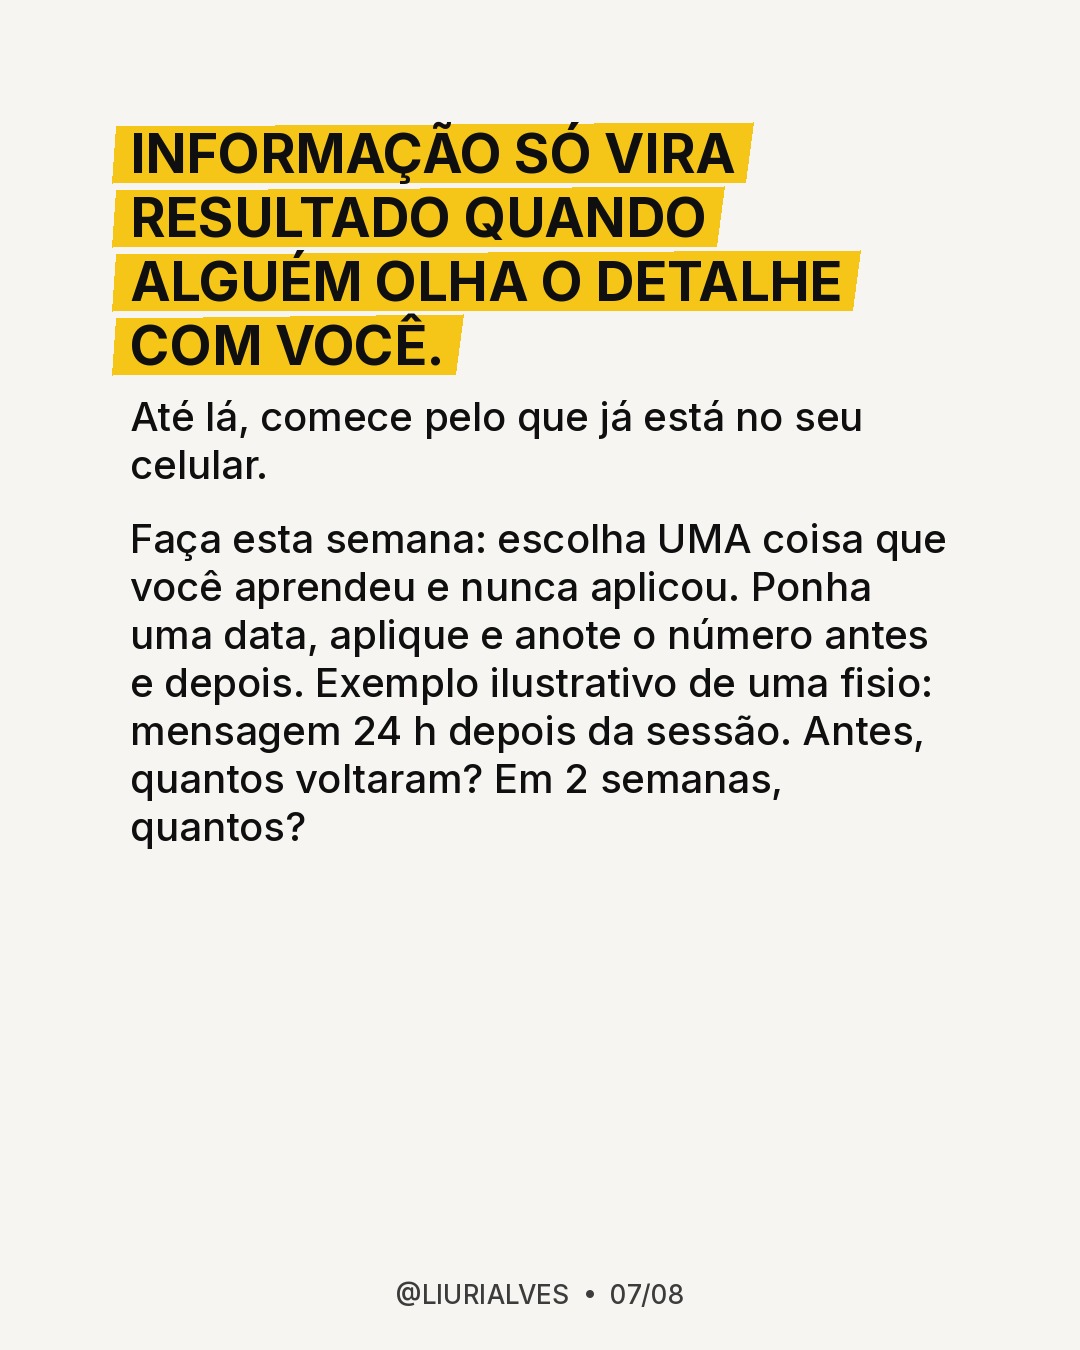 INFORMAÇÃO SÓ VIRA
RESULTADO QUANDO
ALGUÉM OLHA O DETALHE
COM VOCÊ.
Até lá, comece pelo que já está no seu
celular.
Faça esta semana: escolha UMA coisa que
você aprendeu e nunca aplicou. Ponha
uma data, aplique e anote o número antes
e depois. Exemplo ilustrativo de uma fisio:
mensagem 24 h depois da sessão. Antes,
quantos voltaram? Em 2 semanas,
quantos?
@LIURIALVES • 07/08